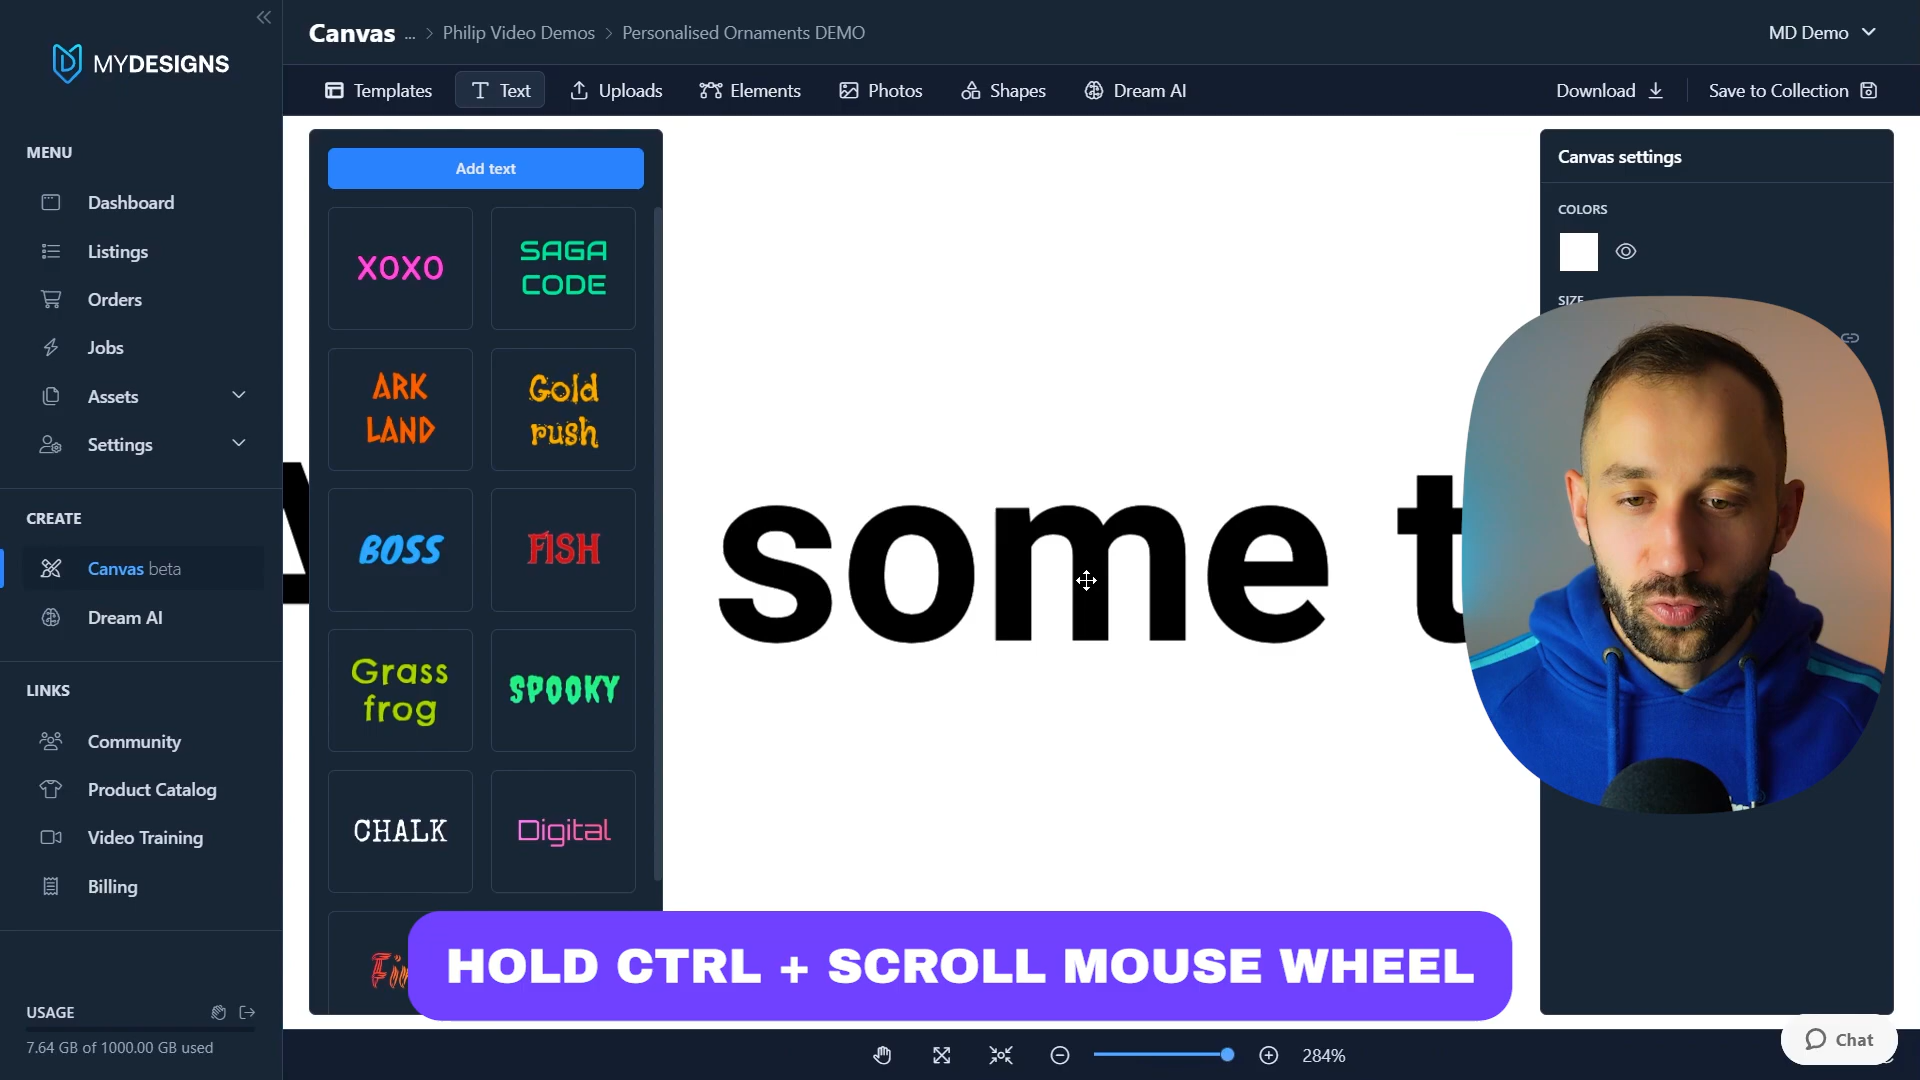 Canvas ... > Philip Video Demos > Personalised Ornaments DEMO
MD Demo
MYDESIGNS
Templates
Text
Uploads
Elements
Photos
Shapes
Dream AI
Download
Save to Collection
MENU
Dashboard
Listings
Orders
Jobs
Assets
Settings
CREATE
Canvas beta
Dream AI
LINKS
Community
Product Catalog
Video Training
Billing
USAGE
7.64 GB of 1000.00 GB used
Add text
XOXO
SAGA
CODE
ARK
LAND
Gold
rush
BOSS
FISH
Grass
frog
SPOOKY
CHALK
Digital
some t
Canvas settings
COLORS
SIZE
HOLD CTRL + SCROLL MOUSE WHEEL
284%
Chat